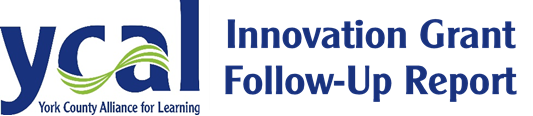 ycal
York County Alliance for Learning
Innovation Grant
Follow-Up Report